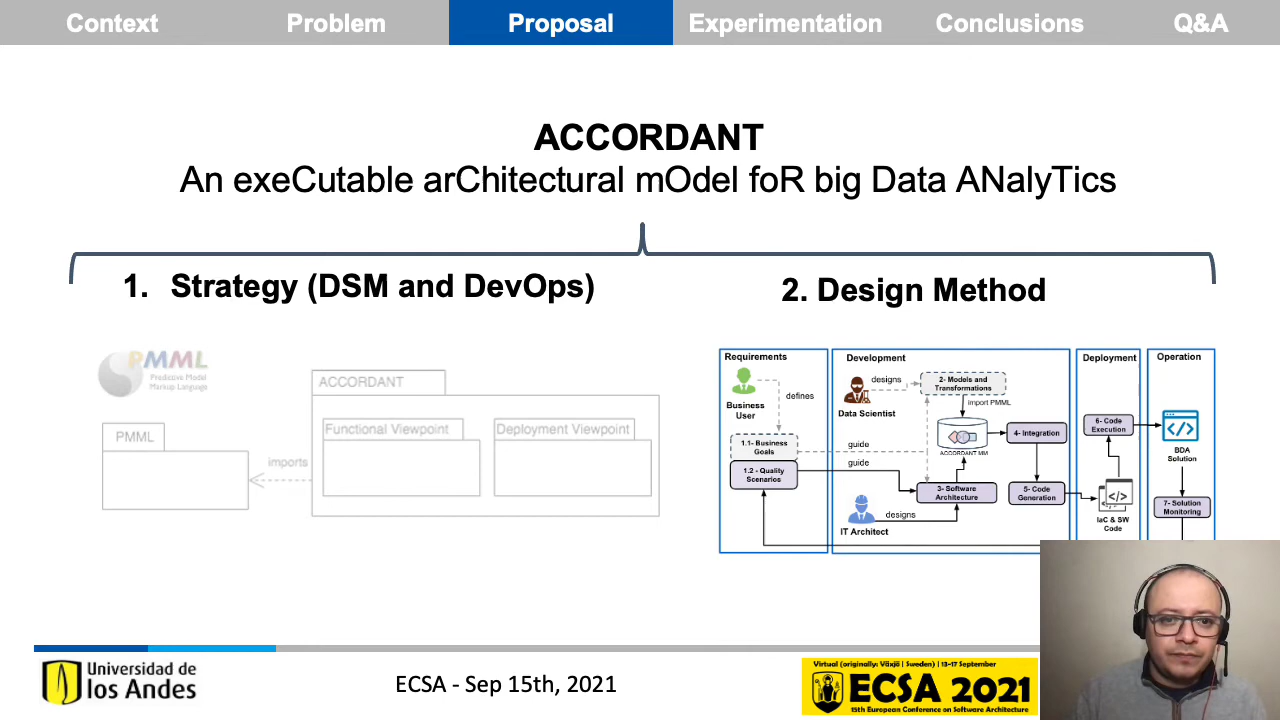 Context Problem Proposal Experimentation Conclusions Q&A
ACCORDANT
An exeCutable arChitectural mOdel foR big Data ANalyTics
1. Strategy (DSM and DevOps)
2. Design Method
PMML
Predictive Model
Markup Language
ACCORDANT
PMML
Functional Viewpoint
Deployment Viewpoint
imports
Requirements
Development
Deployment
Operation
Business
User
defines
1.1- Business
Goals
1.2 - Quality
Scenarios
designs
Data Scientist
2- Models and
Transformations
import PMML
guide
guide
ACCORDANT MM
4- Integration
3- Software
Architecture
5- Code
Generation
designs
IT Architect
6- Code
Execution
IaC & SW
Code
BDA
Solution
7- Solution
Monitoring
Universidad de
los Andes
ECSA - Sep 15th, 2021
Virtual (originally: Växjö | Sweden) | 13-17 September
ECSA 2021
15th European Conference on Software Architecture